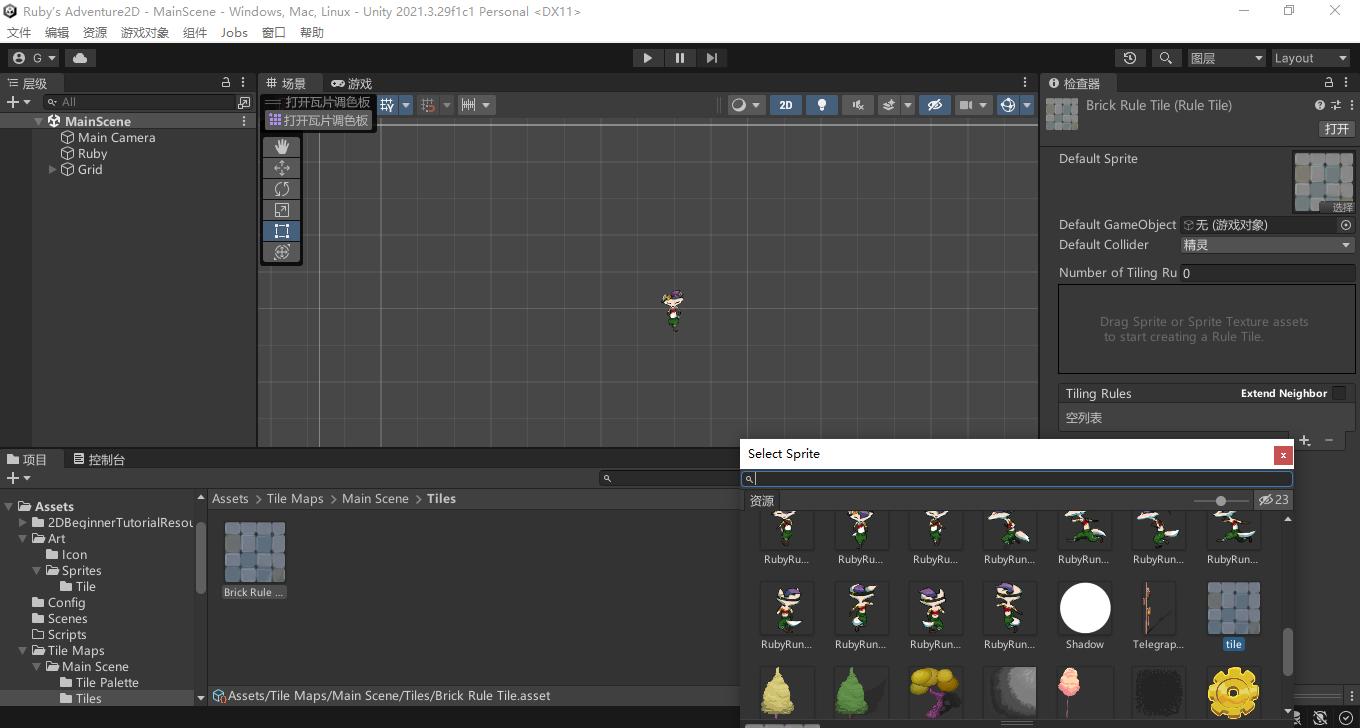 Ruby's Adventure2D - MainScene - Windows, Mac, Linux - Unity 2021.3.29f1c1 Personal <DX11>
文件 编辑 资源 游戏对象 组件 Jobs 窗口 帮助
G 图层 Layout
层级
All
MainScene
Main Camera
Ruby
Grid
场景 游戏
打开瓦片调色板
打开瓦片调色板
2D
检查器
Brick Rule Tile (Rule Tile)
打开
Default Sprite
选择
Default GameObject 无 (游戏对象)
Default Collider 精灵
Number of Tiling Ru 0
Drag Sprite or Sprite Texture assets
to start creating a Rule Tile.
Tiling Rules Extend Neighbor
空列表
项目 控制台
Assets
2DBeginnerTutorialResou
Art
Icon
Sprites
Tile
Config
Scenes
Scripts
Tile Maps
Main Scene
Tile Palette
Tiles
Assets > Tile Maps > Main Scene > Tiles
Brick Rule ...
Assets/Tile Maps/Main Scene/Tiles/Brick Rule Tile.asset
Select Sprite
x
资源
23
RubyRu... RubyRu... RubyRun... RubyRun... RubyRun... RubyRun... RubyRun...
RubyRun... RubyRun... RubyRun... RubyRun... Shadow Telegrap... tile